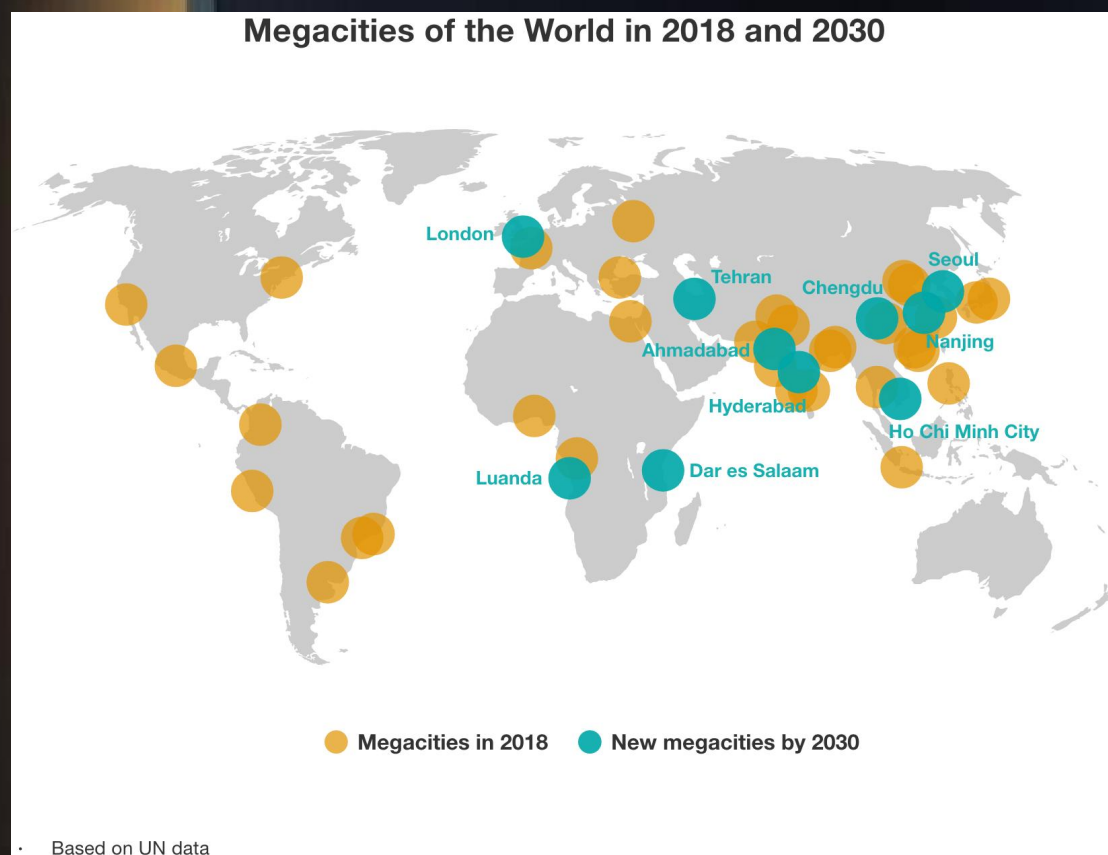 Megacities of the World in 2018 and 2030
London
Seoul
Tehran
Chengdu
Nanjing
Ahmadabad
Hyderabad
Ho Chi Minh City
Luanda
Dar es Salaam
Megacities in 2018
New megacities by 2030
· Based on UN data